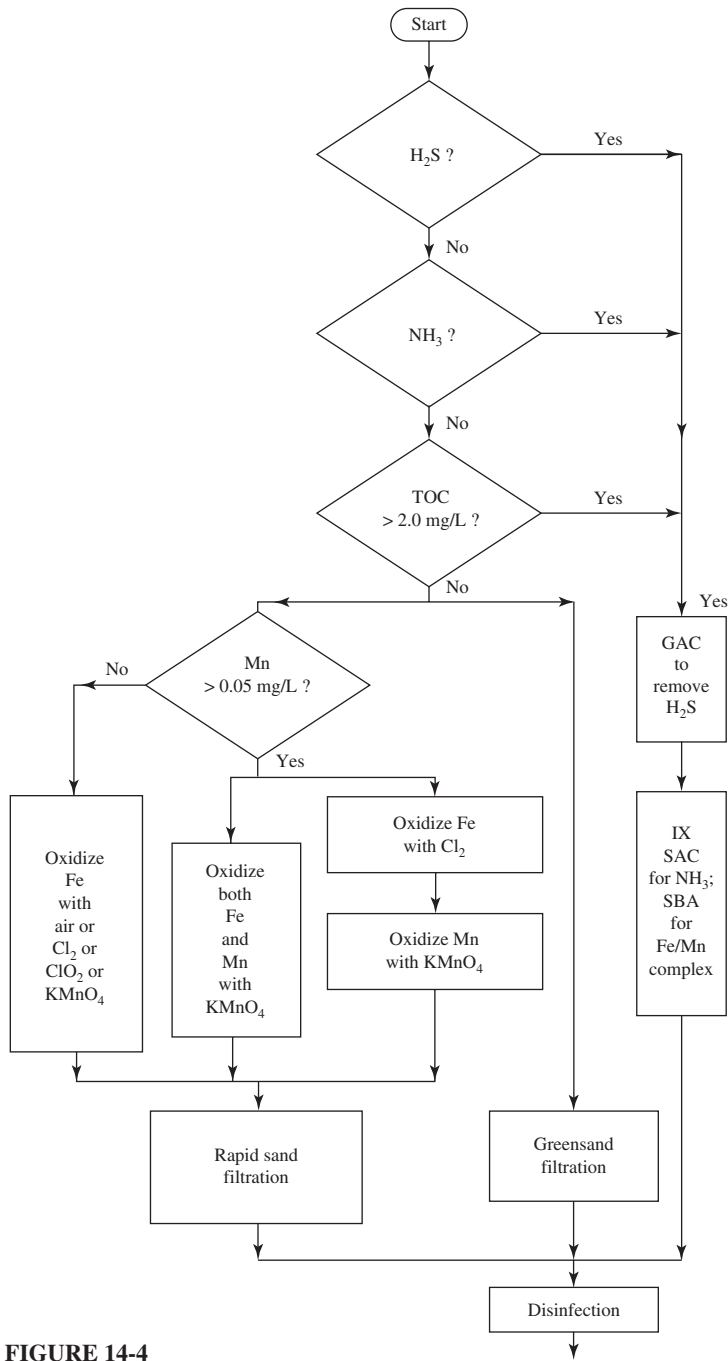 Start
H₂S ?
Yes
No
NH₃ ?
Yes
No
TOC
> 2.0 mg/L ?
Yes
No
Mn
> 0.05 mg/L ?
No
Yes
Yes
GAC
to
remove
H₂S
Oxidize
Fe
with
air or
Cl₂ or
ClO₂ or
KMnO₄
Oxidize
both
Fe
and
Mn
with
KMnO₄
Oxidize Fe
with Cl₂
Oxidize Mn
with KMnO₄
IX
SAC
for NH₃;
SBA
for
Fe/Mn
complex
Rapid sand
filtration
Greensand
filtration
Disinfection
FIGURE 14-4